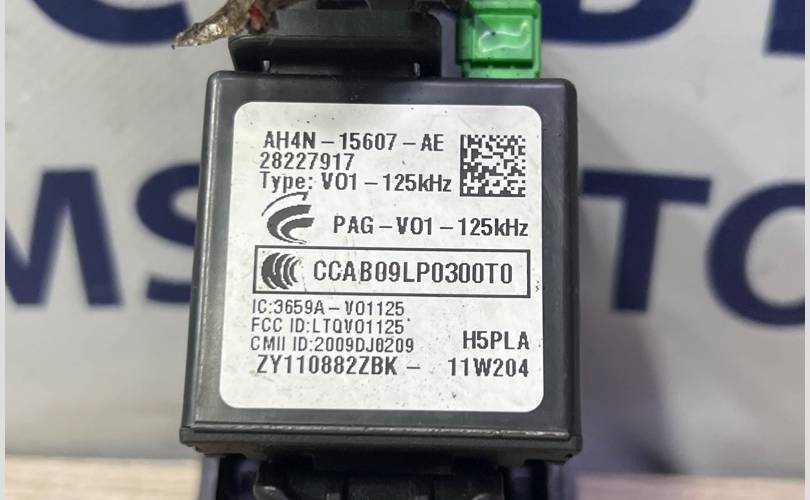 AH4N-15607-AE
28227917
Type: V01-125kHz
PAG-V01-125kHz
CCAB09LP0300T0
IC:3659A-V01125
FCC ID:LTQV01125
CMII ID:2009DJ0209
H5PLA
ZY110882ZBK - 11W204